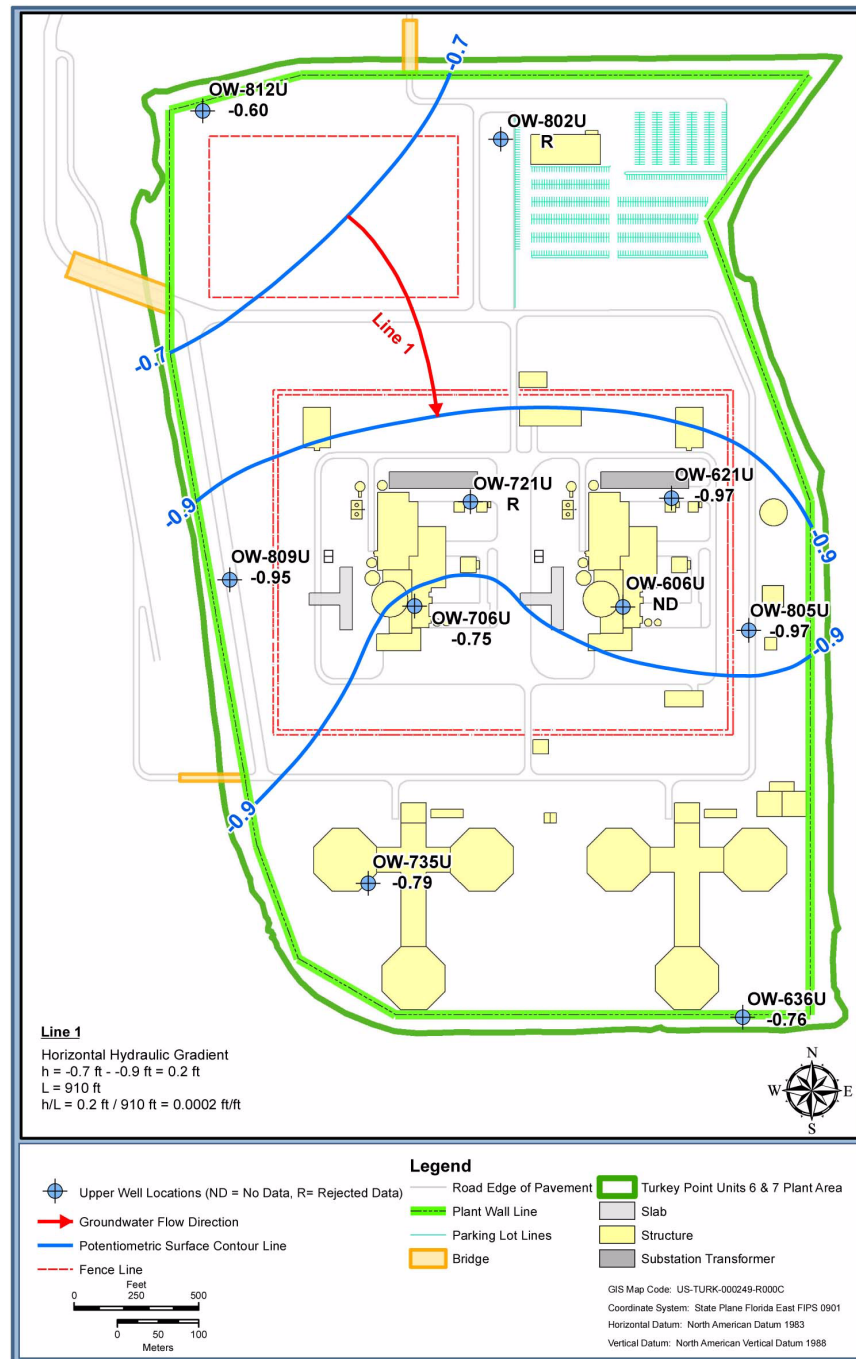 -0.7
OW-812U
-0.60
OW-802U
R
Line 1
-0.7
OW-721U
R
OW-621U
-0.97
-0.9
-0.9
OW-809U
-0.95
OW-606U
ND
OW-706U
-0.75
OW-805U
-0.97
-0.9
-0.9
OW-735U
-0.79
OW-636U
-0.76
Line 1
Horizontal Hydraulic Gradient
h = -0.7 ft - -0.9 ft = 0.2 ft
L = 910 ft
h/L = 0.2 ft / 910 ft = 0.0002 ft/ft
N
W E
S
Legend
Upper Well Locations (ND = No Data, R= Rejected Data)
Groundwater Flow Direction
Potentiometric Surface Contour Line
Fence Line
Road Edge of Pavement
Plant Wall Line
Parking Lot Lines
Bridge
Turkey Point Units 6 & 7 Plant Area
Slab
Structure
Substation Transformer
Feet
0 250 500
0 50 100
Meters
GIS Map Code: US-TURK-000249-R000C
Coordinate System: State Plane Florida East FIPS 0901
Horizontal Datum: North American Datum 1983
Vertical Datum: North American Vertical Datum 1988